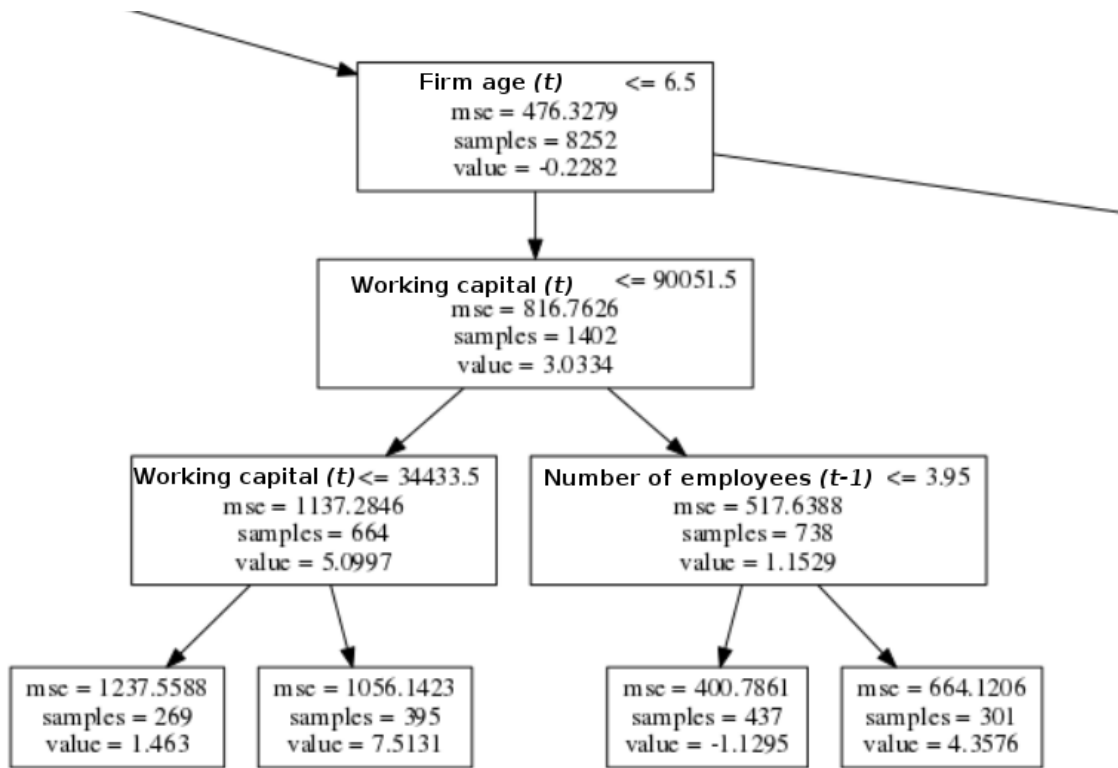 Firm age (t) <= 6.5
mse = 476.3279
samples = 8252
value = -0.2282
Working capital (t) <= 90051.5
mse = 816.7626
samples = 1402
value = 3.0334
Working capital (t) <= 34433.5
mse = 1137.2846
samples = 664
value = 5.0997
Number of employees (t-1) <= 3.95
mse = 517.6388
samples = 738
value = 1.1529
mse = 1237.5588
samples = 269
value = 1.463
mse = 1056.1423
samples = 395
value = 7.5131
mse = 400.7861
samples = 437
value = -1.1295
mse = 664.1206
samples = 301
value = 4.3576